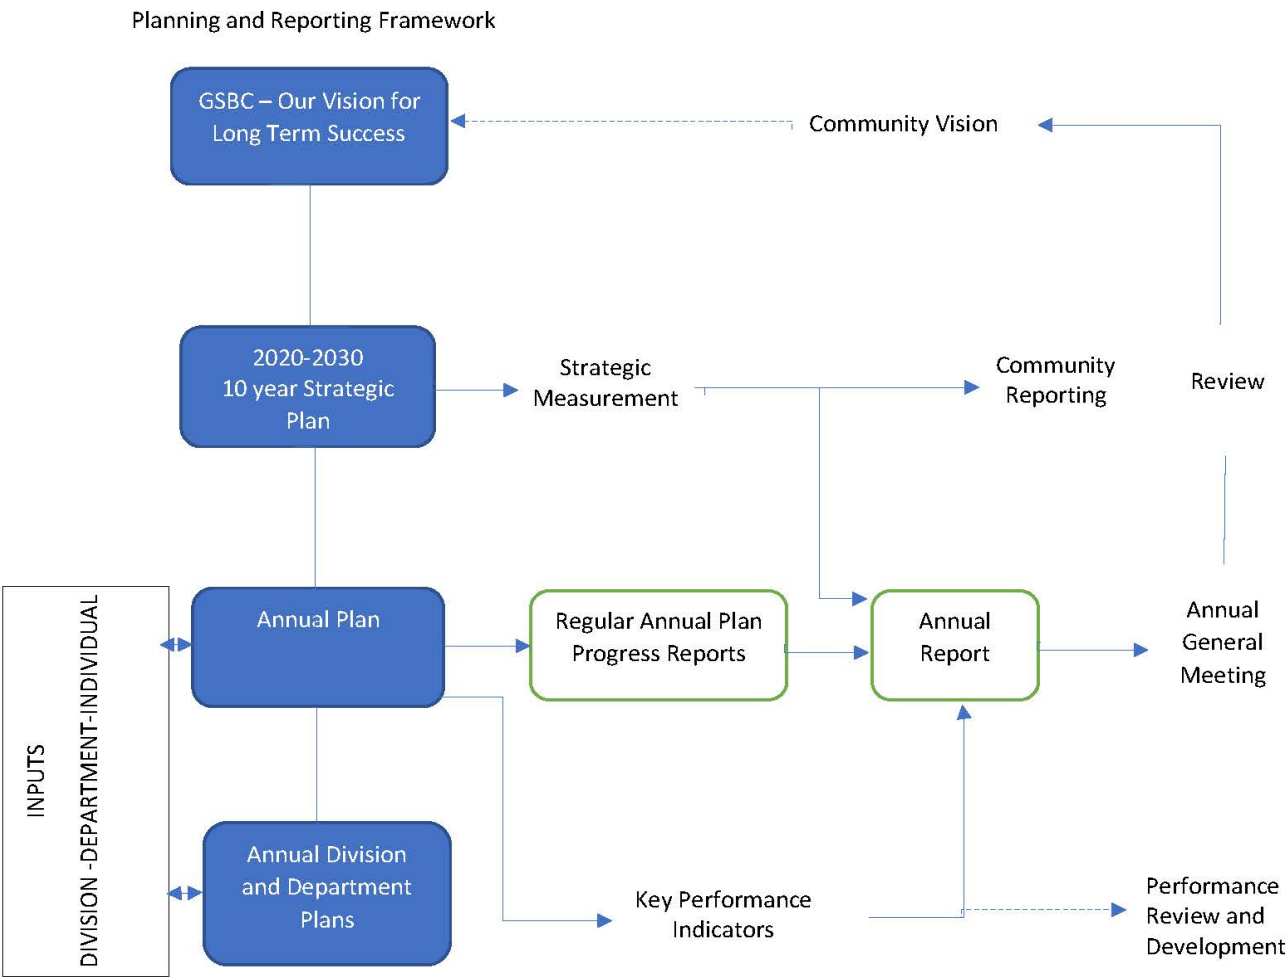 Planning and Reporting Framework
GSBC – Our Vision for
Long Term Success
Community Vision
2020-2030
10 year Strategic
Plan
Strategic
Measurement
Community
Reporting
Review
INPUTS
DIVISION -DEPARTMENT-INDIVIDUAL
Annual Plan
Regular Annual Plan
Progress Reports
Annual
Report
Annual
General
Meeting
Annual Division
and Department
Plans
Key Performance
Indicators
Performance
Review and
Development